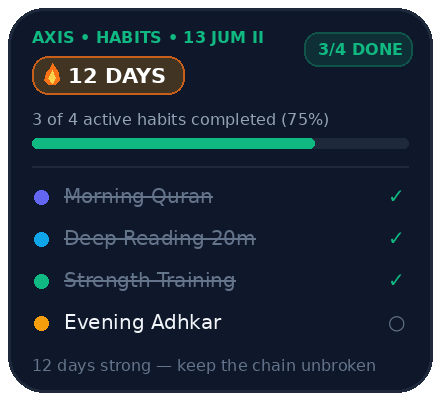 AXIS • HABITS • 13 JUM II
3/4 DONE
12 DAYS
3 of 4 active habits completed (75%)
Morning Quran ✓
Deep Reading 20m ✓
Strength Training ✓
Evening Adhkar ○
12 days strong — keep the chain unbroken